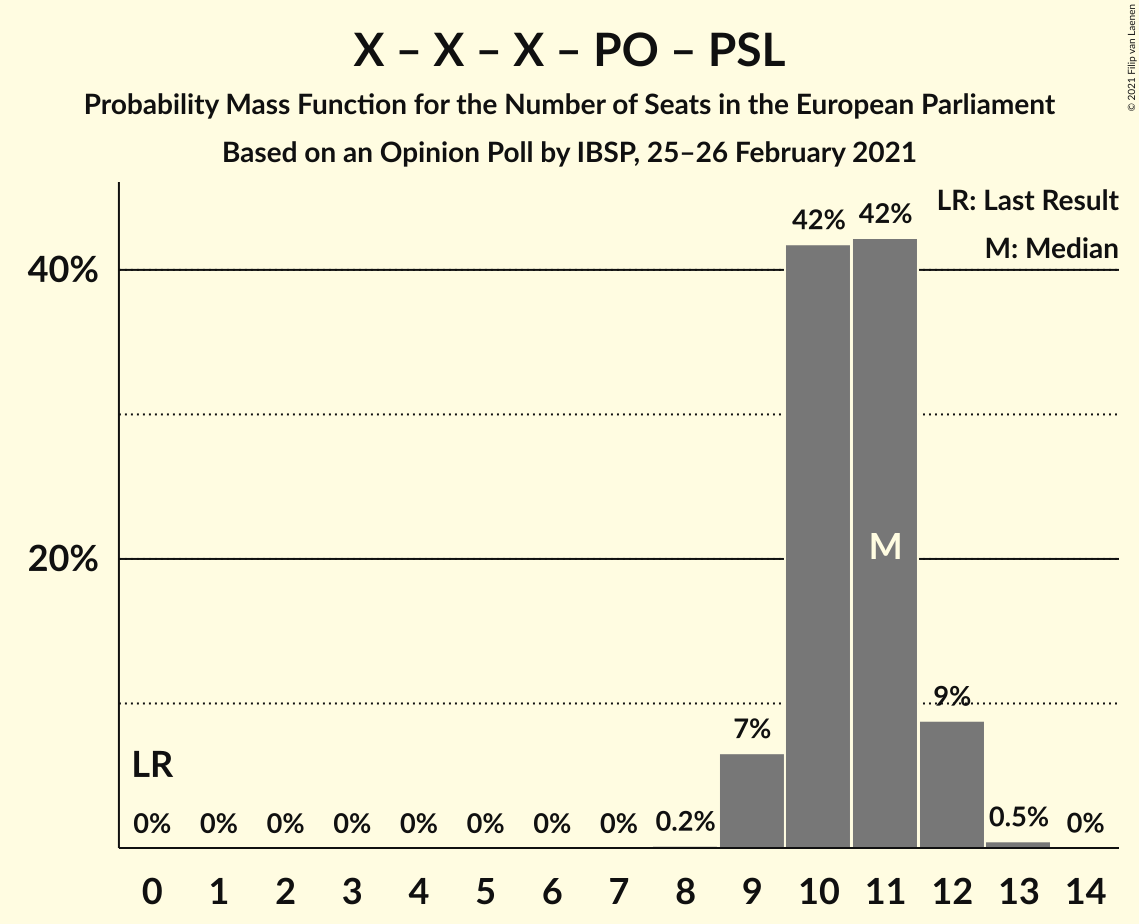 X – X – X – PO – PSL
Probability Mass Function for the Number of Seats in the European Parliament
Based on an Opinion Poll by IBSP, 25–26 February 2021
© 2021 Filip van Laenen
LR: Last Result
M: Median
40%
20%
42%
42%
M
9%
7%
LR
0%
0%
0%
0%
0%
0%
0%
0%
0.2%
0.5%
0%
0 1 2 3 4 5 6 7 8 9 10 11 12 13 14